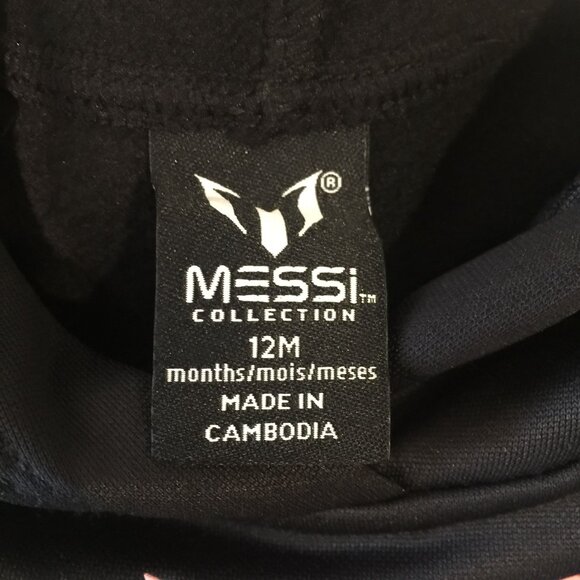 ®
MESSi™
COLLECTION
12M
months/mois/meses
MADE IN
CAMBODIA